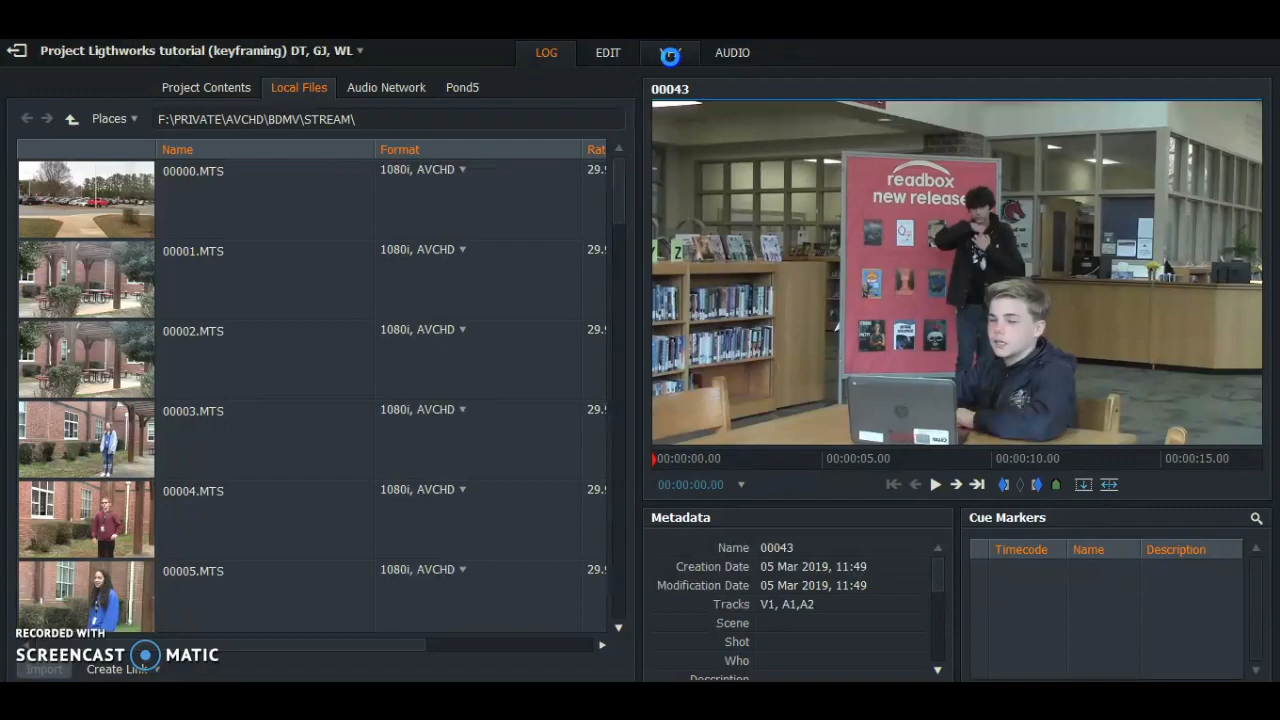 Project Ligthworks tutorial (keyframing) DT, GJ, WL
LOG EDIT AUDIO
Project Contents Local Files Audio Network Pond5
Places F:\PRIVATE\AVCHD\BDMV\STREAM\
Name Format
00000.MTS 1080i, AVCHD
00001.MTS 1080i, AVCHD
00002.MTS 1080i, AVCHD
00003.MTS 1080i, AVCHD
00004.MTS 1080i, AVCHD
00005.MTS 1080i, AVCHD
RECORDED WITH
SCREENCAST MATIC
Import Create Link
00043
readbox
new release
Z
00:00:00.00 00:00:05.00 00:00:10.00 00:00:15.00
00:00:00.00
Metadata
Name 00043
Creation Date 05 Mar 2019, 11:49
Modification Date 05 Mar 2019, 11:49
Tracks V1, A1,A2
Scene
Shot
Who
Description
Cue Markers
Timecode Name Description